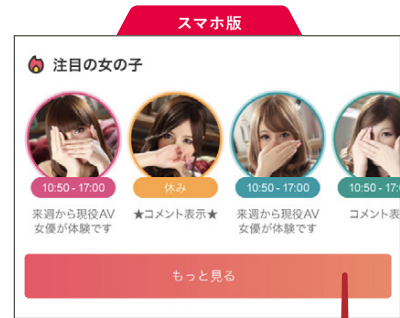 スマホ版
注目の女の子
10:50 - 17:00
休み
10:50 - 17:00
10:50 - 17:
来週から現役AV
女優が体験です
★コメント表示★
来週から現役AV
女優が体験です
コメント表
もっと見る